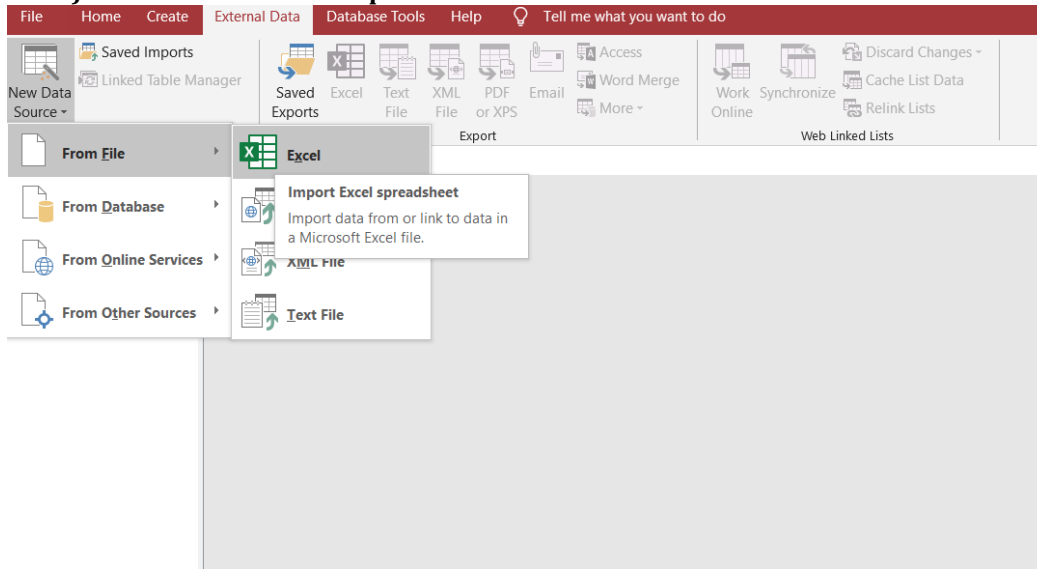 File Home Create External Data Database Tools Help Tell me what you want to do
Saved Imports
Linked Table Manager
New Data
Source
Saved
Exports
Excel
Text
File
XML
File
PDF
or XPS
Email
Access
Word Merge
More
Work
Online
Synchronize
Discard Changes
Cache List Data
Relink Lists
Export
Web Linked Lists
From File
From Database
From Online Services
From Other Sources
Excel
Import Excel spreadsheet
Import data from or link to data in
a Microsoft Excel file.
XML File
Text File